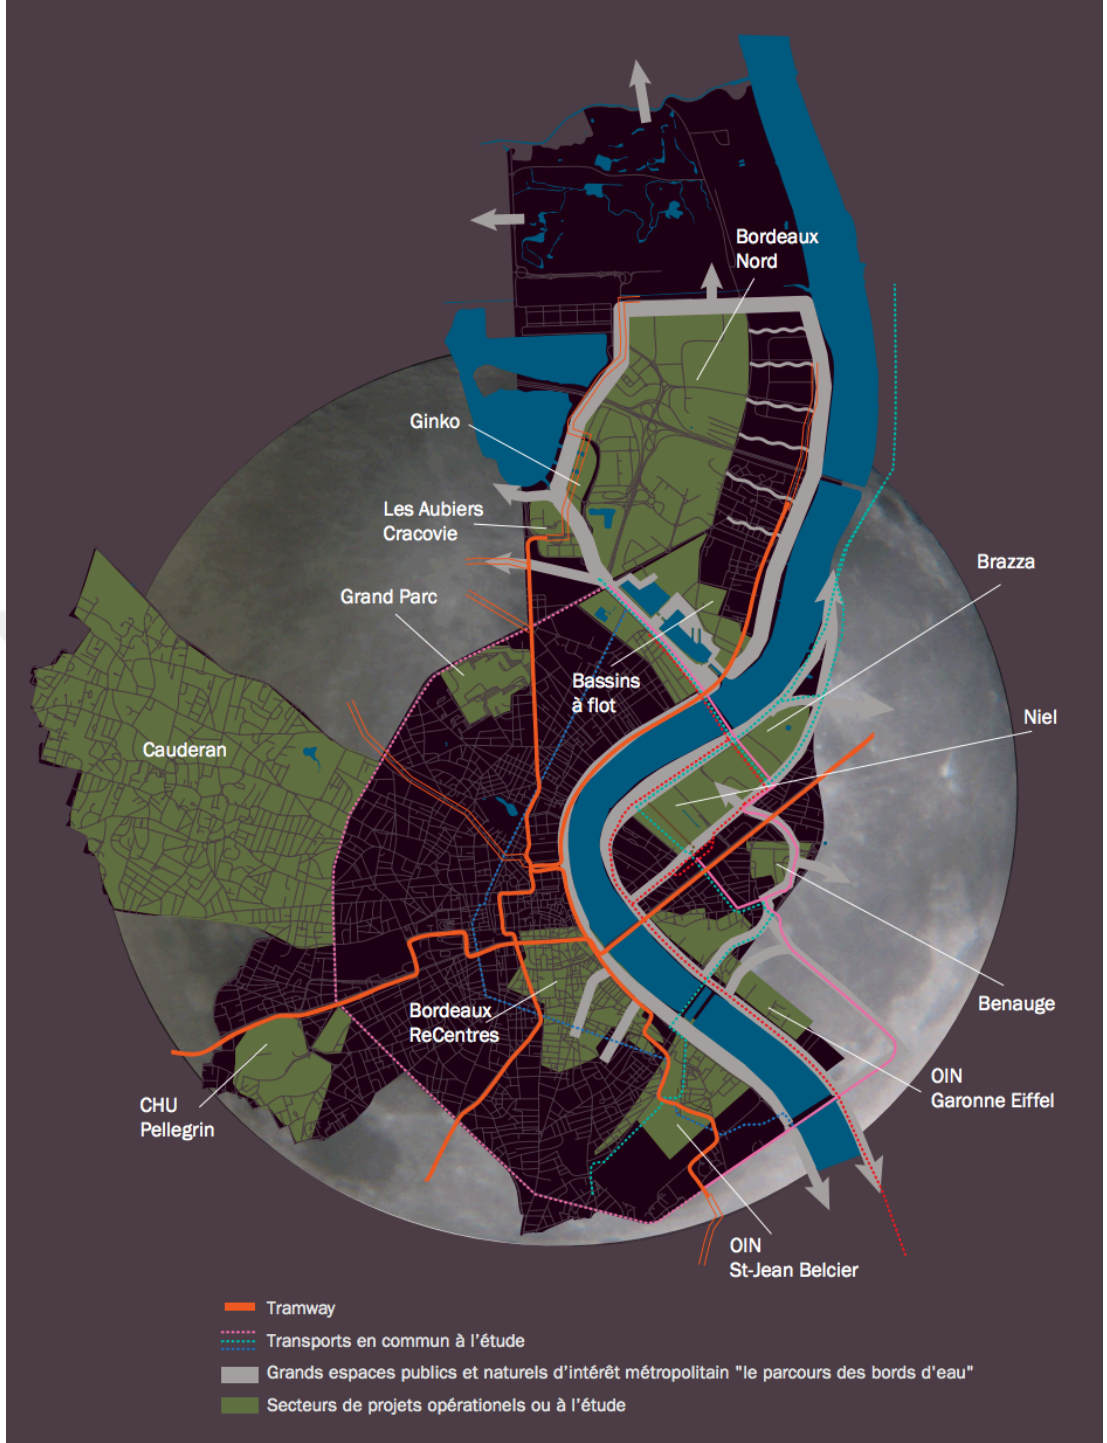 Bordeaux
Nord
Ginko
Les Aubiers
Cracovie
Brazza
Grand Parc
Bassins
à flot
Niel
Cauderan
Bordeaux
ReCentres
Benauge
OIN
Garonne Eiffel
CHU
Pellegrin
OIN
St-Jean Belcier
Tramway
Transports en commun à l'étude
Grands espaces publics et naturels d'intérêt métropolitain "le parcours des bords d'eau"
Secteurs de projets opérationels ou à l'étude